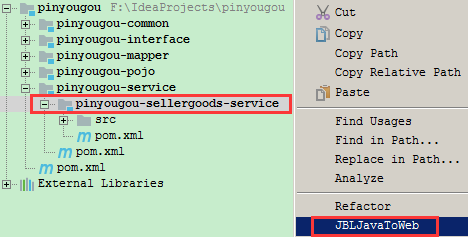 pinyougou F:\IdeaProjects\pinyougou
pinyougou-common
pinyougou-interface
pinyougou-mapper
pinyougou-pojo
pinyougou-service
pinyougou-sellergoods-service
src
pom.xml
pom.xml
pom.xml
External Libraries
Cut
Copy
Copy Path
Copy Relative Path
Paste
Find Usages
Find in Path...
Replace in Path...
Analyze
Refactor
JBLJavaToWeb